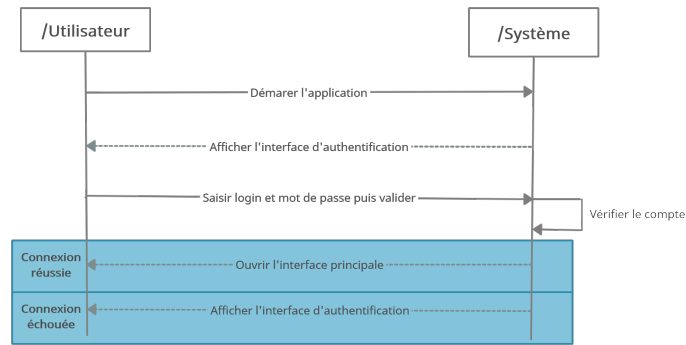 /Utilisateur
/Système
Démarer l'application
Afficher l'interface d'authentification
Saisir login et mot de passe puis valider
Vérifier le compte
Connexion
réussie
Ouvrir l'interface principale
Connexion
échouée
Afficher l'interface d'authentification